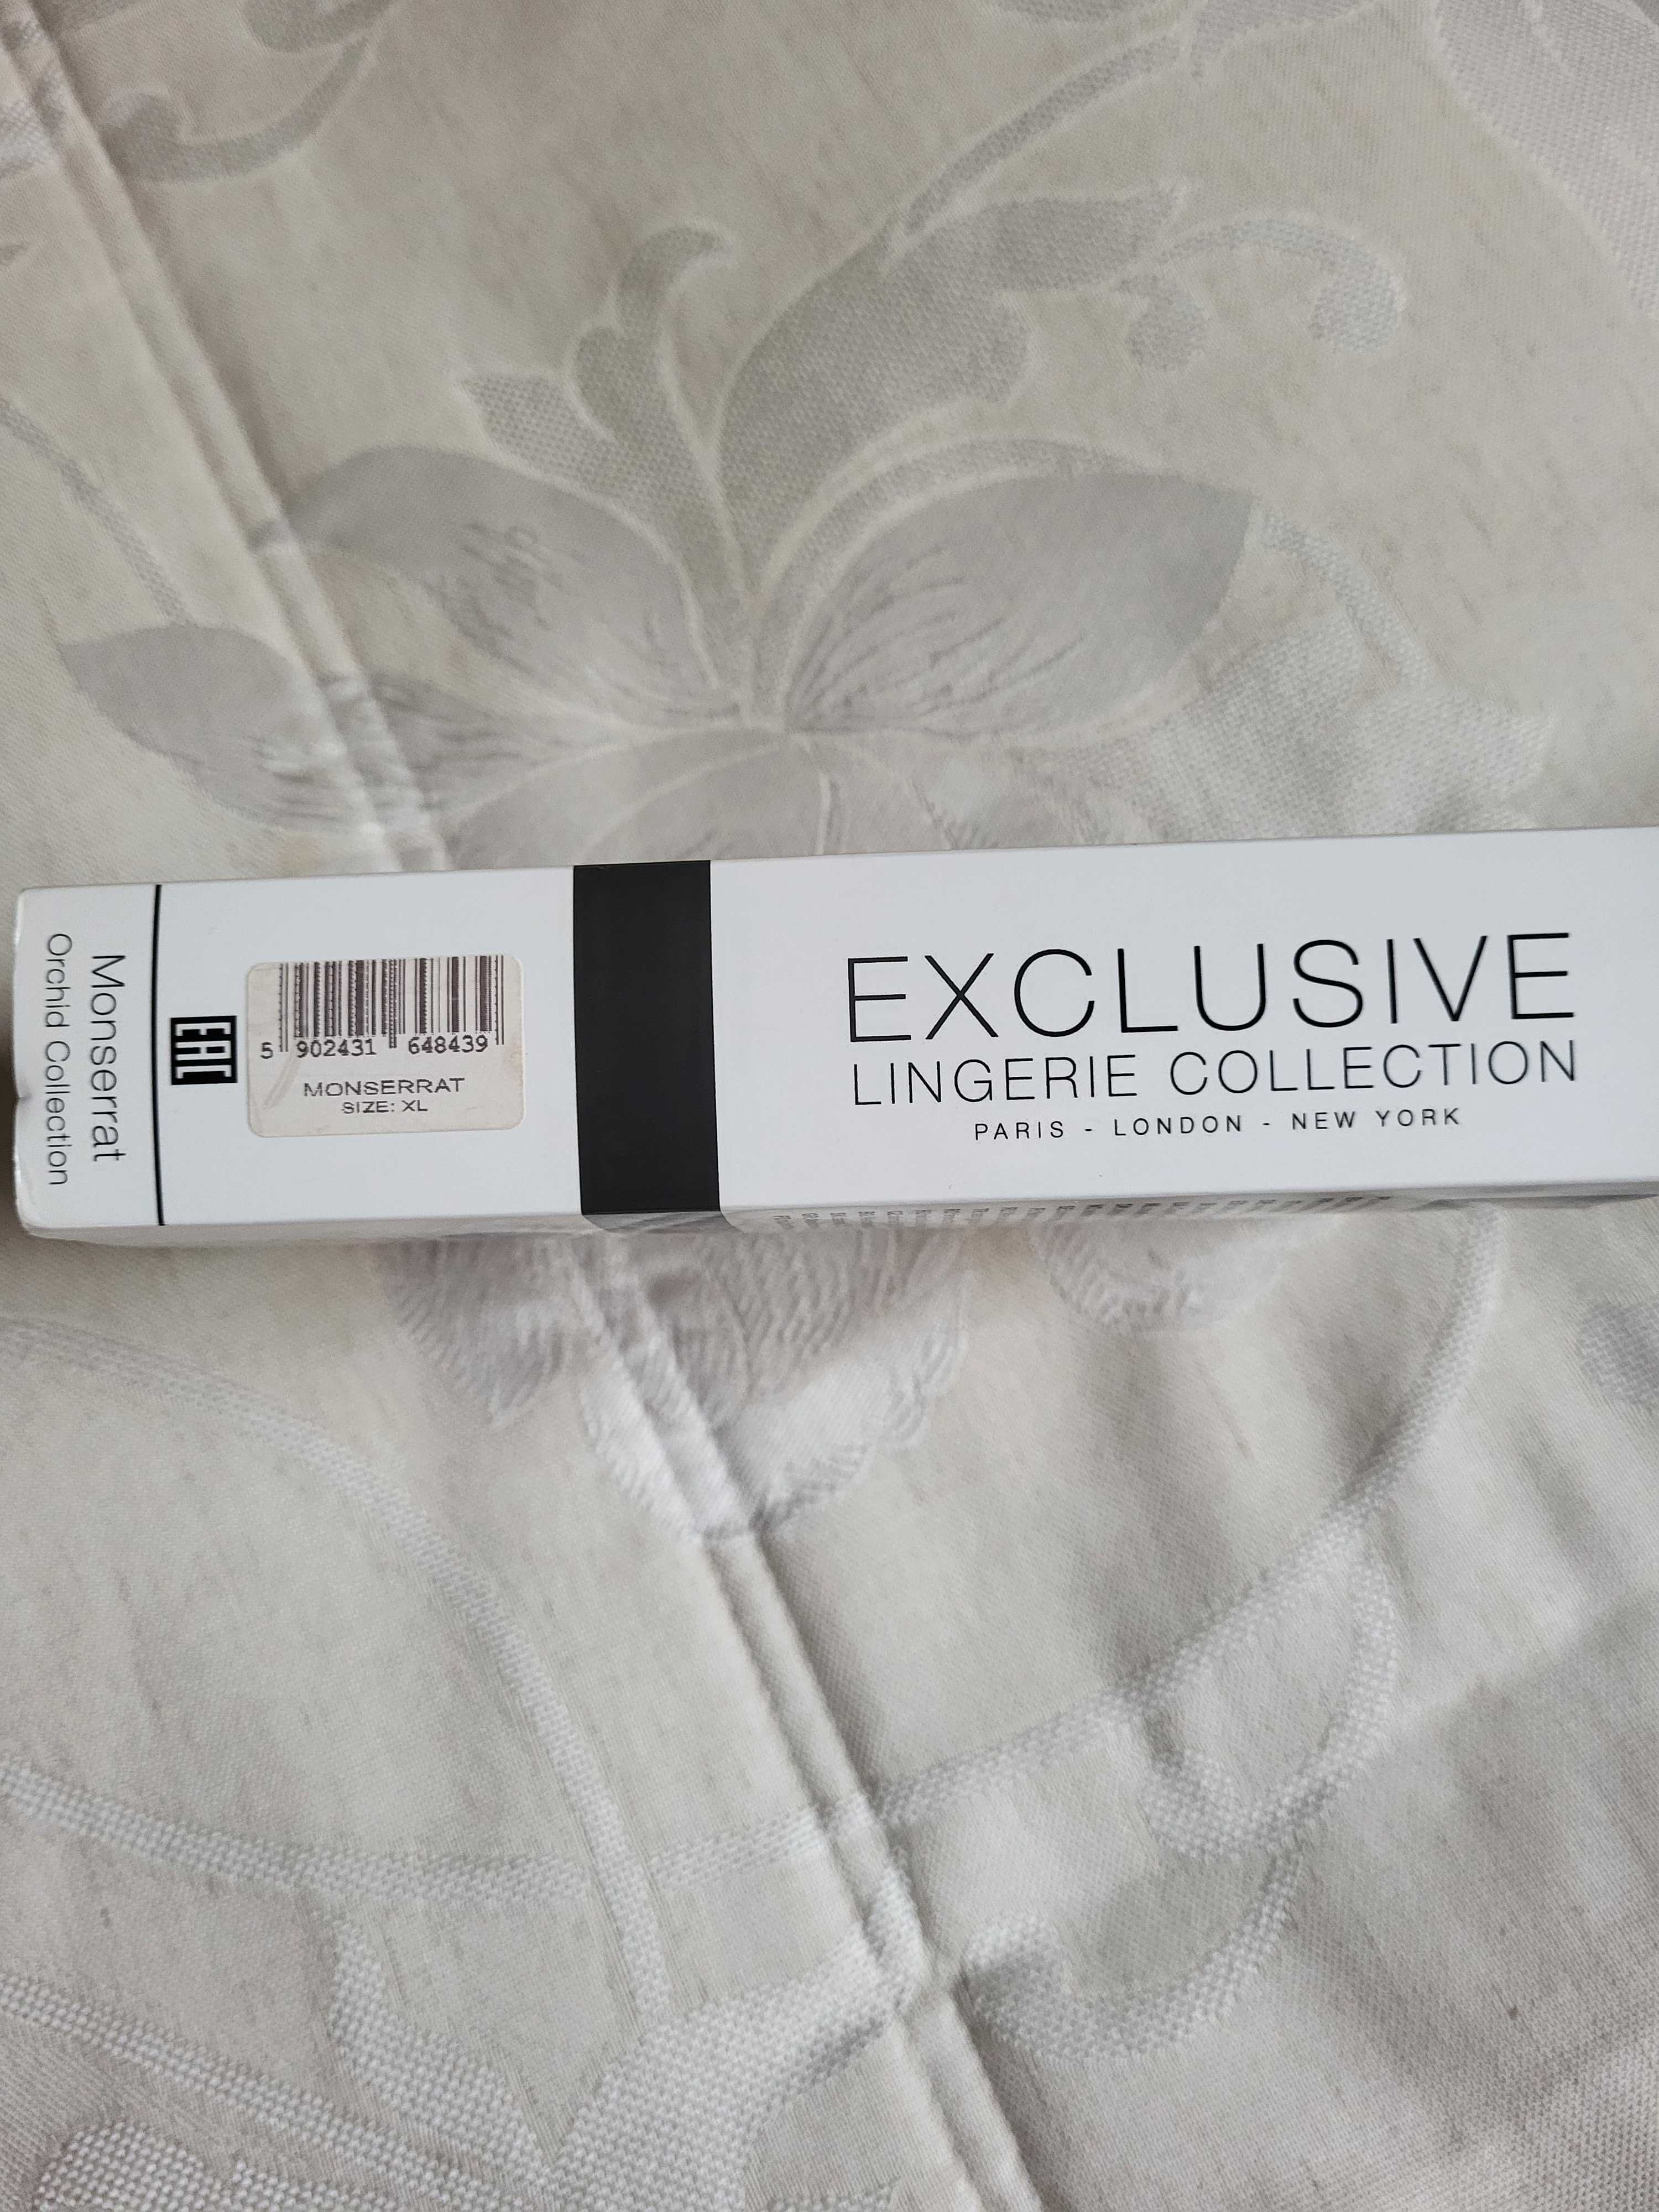 Monserrat
Orchid Collection
EAC
5 902431 648439
MONSERRAT
SIZE: XL
EXCLUSIVE
LINGERIE COLLECTION
PARIS - LONDON - NEW YORK